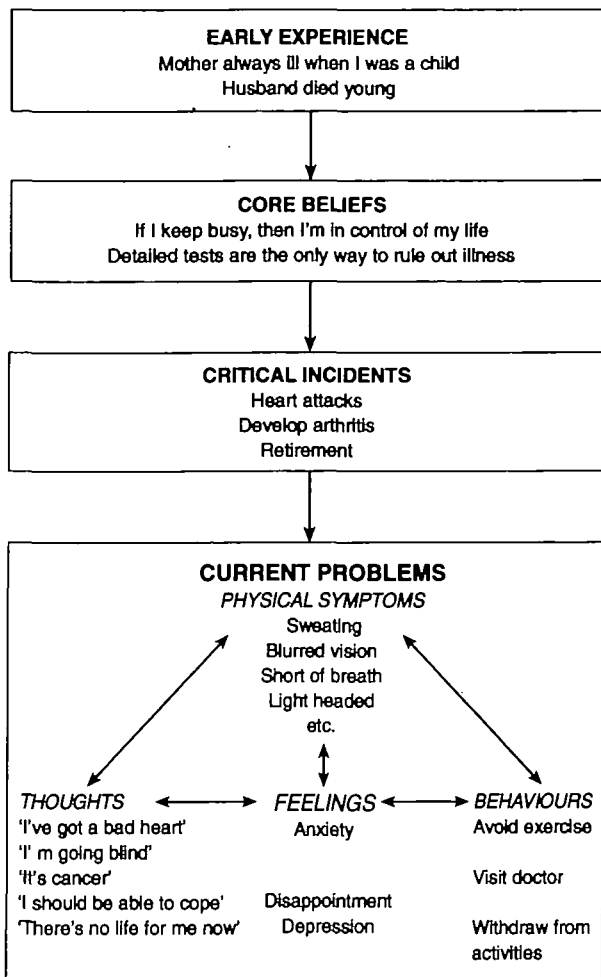 EARLY EXPERIENCE
Mother always ill when I was a child
Husband died young
CORE BELIEFS
If I keep busy, then I'm in control of my life,
Detailed tests are the only way to rule out illness
CRITICAL INCIDENTS
Heart attacks
Develop arthritis
Retirement
CURRENT PROBLEMS
PHYSICAL SYMPTOMS
Sweating
Blurred vision
Short of breath
Light headed
etc.
THOUGHTS
'I've got a bad heart'
'I' m going blind'
'It's cancer'
'I should be able to cope'
'There's no life for me now'
FEELINGS
Anxiety
Disappointment
Depression
BEHAVIOURS
Avoid exercise
Visit doctor
Withdraw from
activities